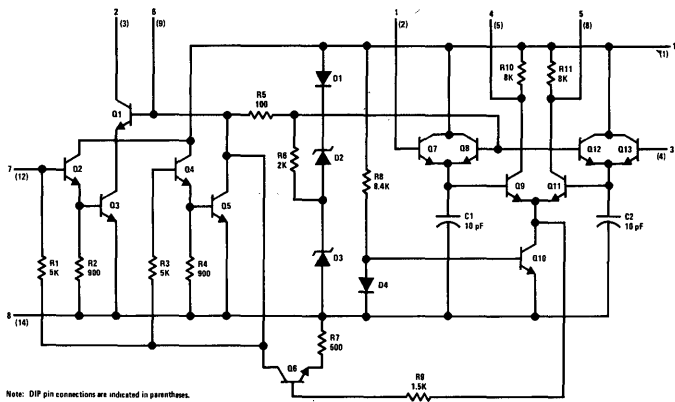 2
(3)
6
(9)
1
(2)
4
(5)
5
(8)
1
(1)
D1
R10
8K
R11
8K
Q1
R5
100
Q7
Q8
Q12
Q13
3
(4)
7
(12)
Q2
Q4
R6
2K
D2
R8
8.4K
Q9
Q11
Q3
Q5
C1
10 pF
C2
10 pF
R1
5K
R2
900
R3
5K
R4
900
D3
Q10
D4
8
(14)
R7
500
Q6
R9
1.5K
Note: DIP pin connections are indicated in parentheses.